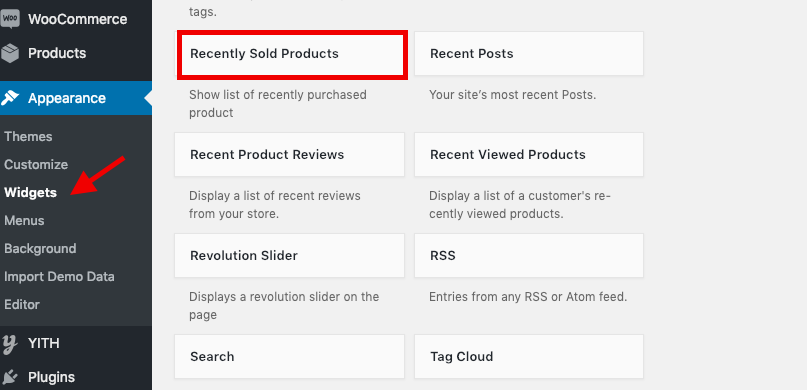 WooCommerce
Products
Appearance
Themes
Customize
Widgets
Menus
Background
Import Demo Data
Editor
YITH
Plugins
tags.
Recently Sold Products
Recent Posts
Show list of recently purchased
product
Your site’s most recent Posts.
Recent Product Reviews
Recent Viewed Products
Display a list of recent reviews
from your store.
Display a list of a customer's re-
cently viewed products.
Revolution Slider
RSS
Displays a revolution slider on the
page
Entries from any RSS or Atom feed.
Search
Tag Cloud